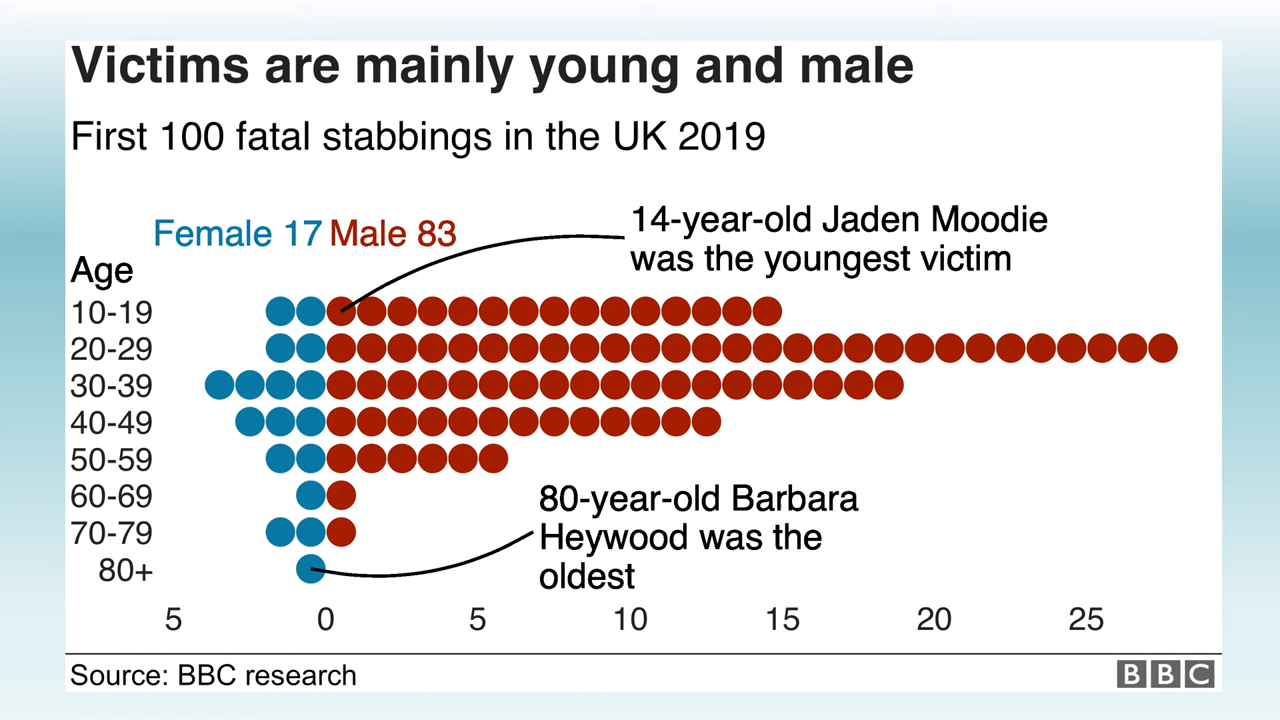 Victims are mainly young and male
First 100 fatal stabbings in the UK 2019
Female 17 Male 83
14-year-old Jaden Moodie
was the youngest victim
Age
10-19
20-29
30-39
40-49
50-59
60-69
70-79
80+
80-year-old Barbara
Heywood was the
oldest
5 0 5 10 15 20 25
Source: BBC research
BBC